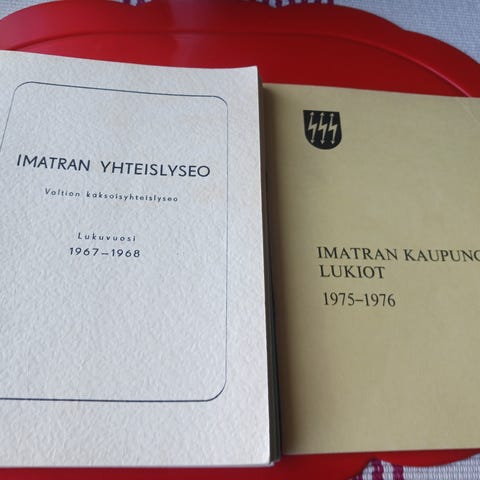 IMATRAN YHTEISLYSEO
Valtion kaksoisyhteislyseo
Lukuvuosi
1967–1968
IMATRAN KAUPUNG
LUKIOT
1975–1976